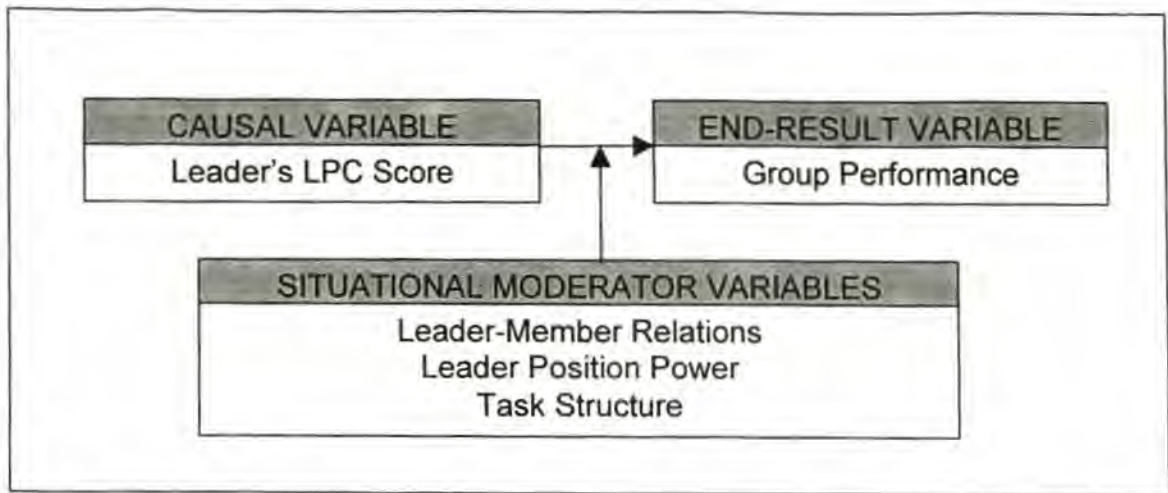 CAUSAL VARIABLE
Leader's LPC Score
END-RESULT VARIABLE
Group Performance
SITUATIONAL MODERATOR VARIABLES
Leader-Member Relations
Leader Position Power
Task Structure